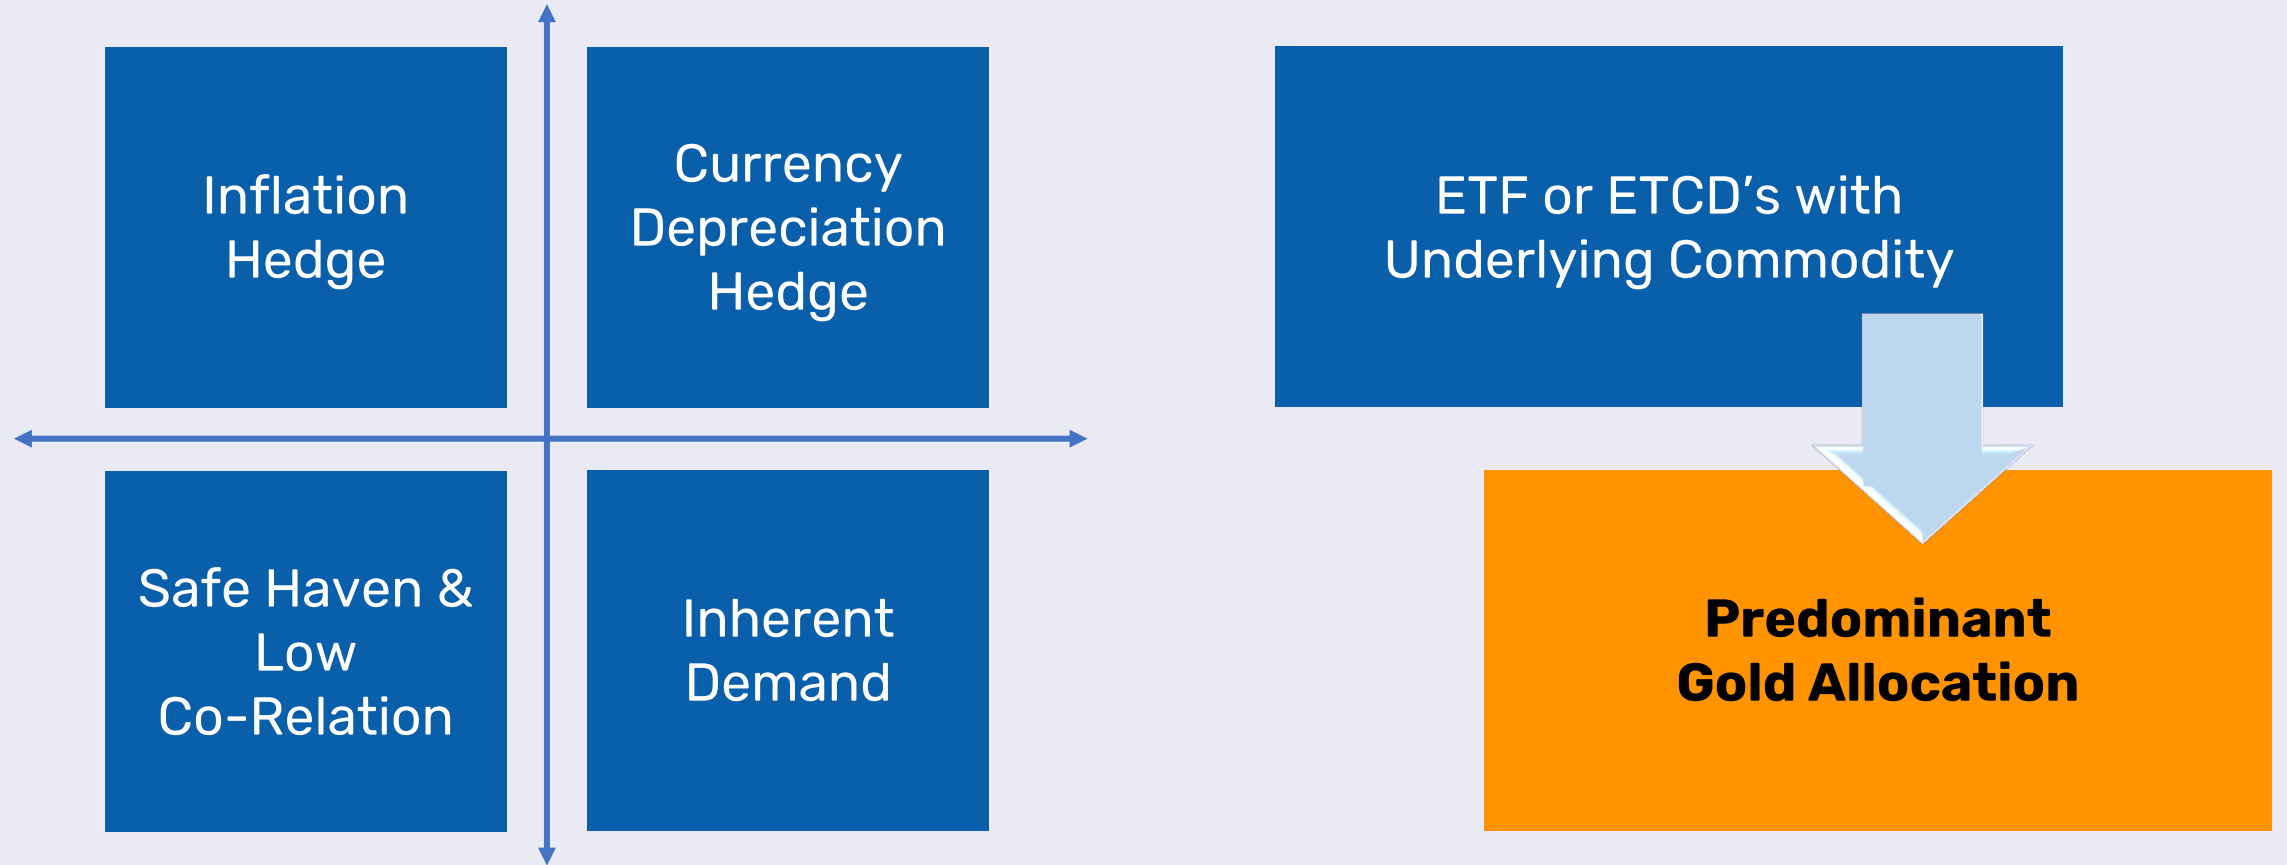 Inflation
Hedge
Currency
Depreciation
Hedge
Safe Haven &
Low
Co-Relation
Inherent
Demand
ETF or ETCD’s with
Underlying Commodity
Predominant
Gold Allocation